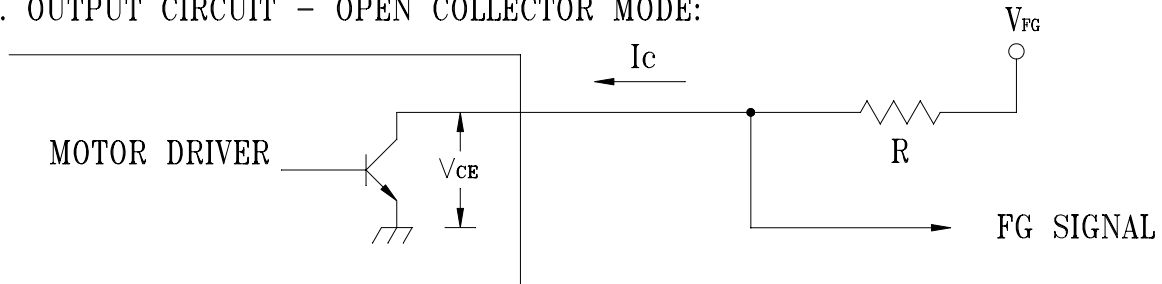 . OUTPUT CIRCUIT – OPEN COLLECTOR MODE:
VFG
Ic
MOTOR DRIVER
VCE
R
FG SIGNAL